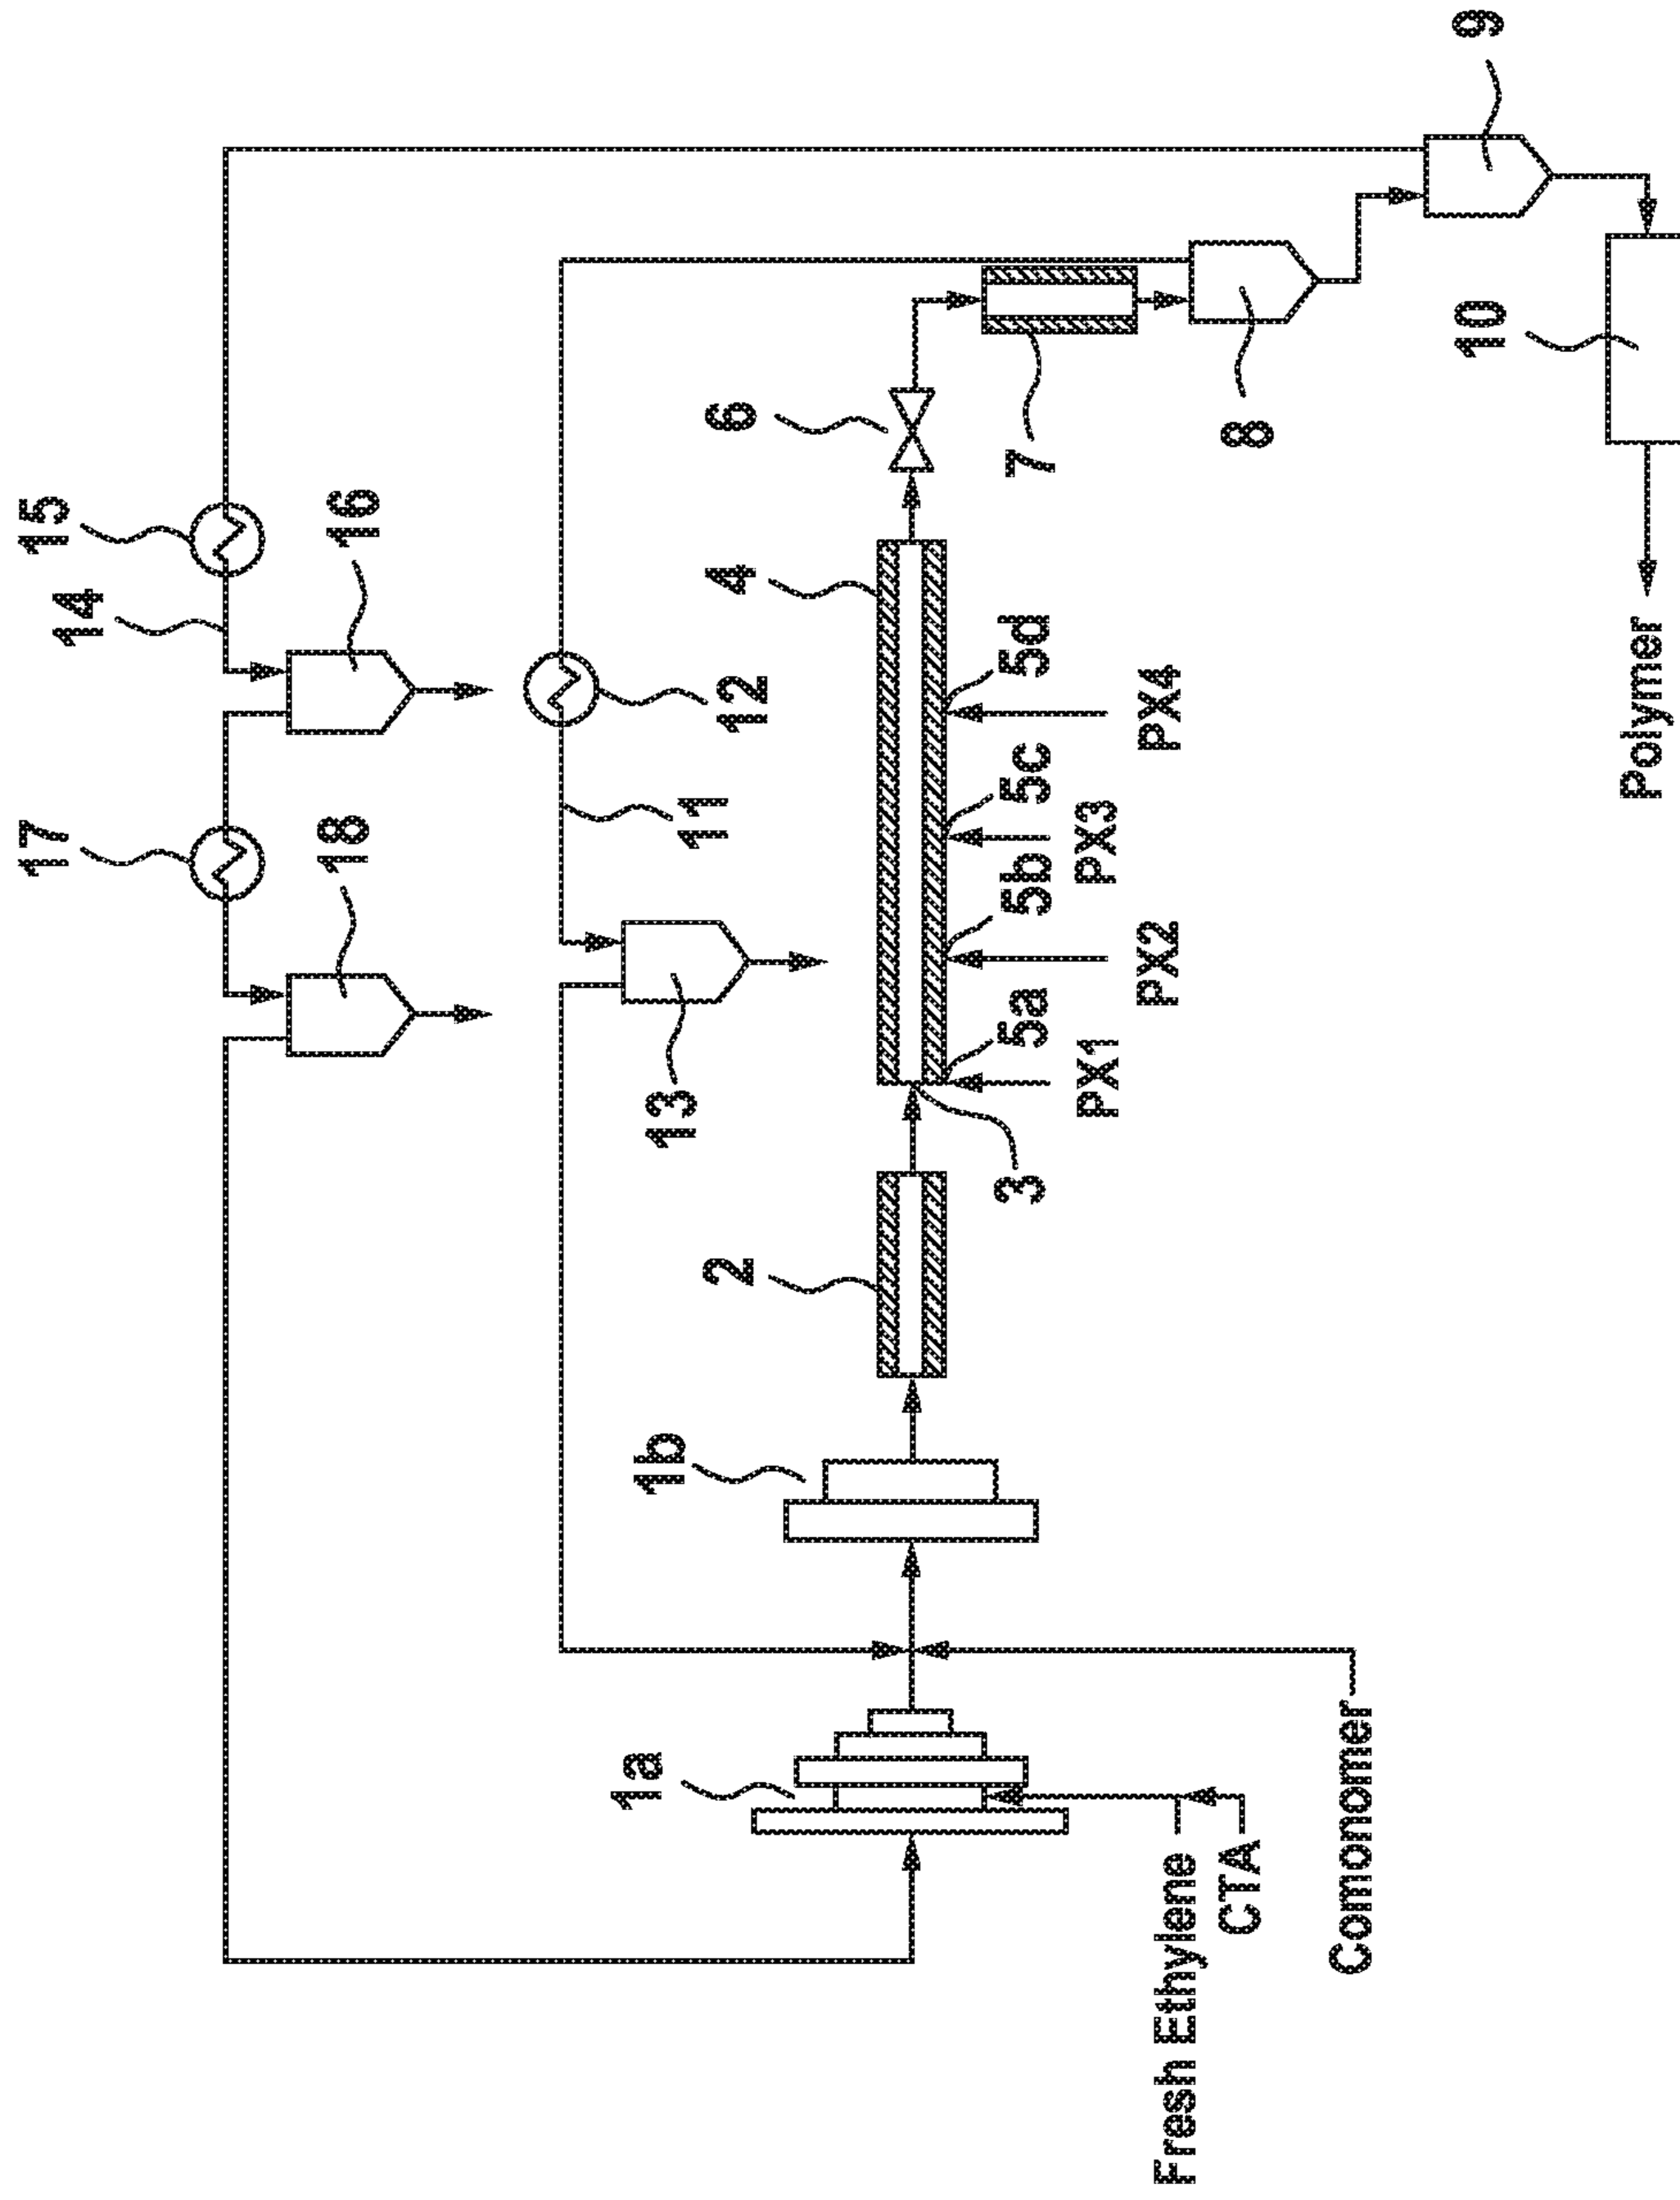 15
14
16
17
18
12
11
13
9
10
8
7
6
4
5d
PX4
5c
PX3
5b
PX2
5a
PX1
3
2
1b
1a
Polymer
Fresh Ethylene
CTA
Comonomer